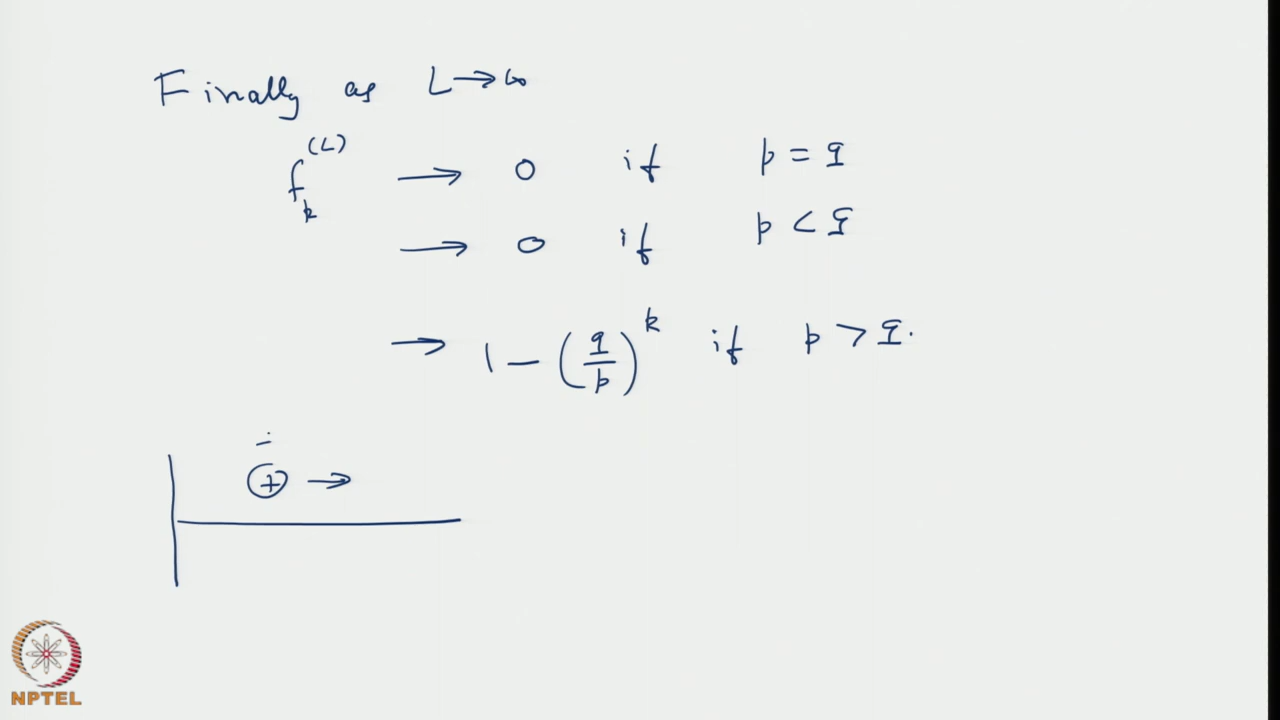 Finally as L → ∞
f_k^{(L)} → 0 if p = q
→ 0 if p < q
→ 1 - (q/p)^k if p > q.
⊕ →
NPTEL